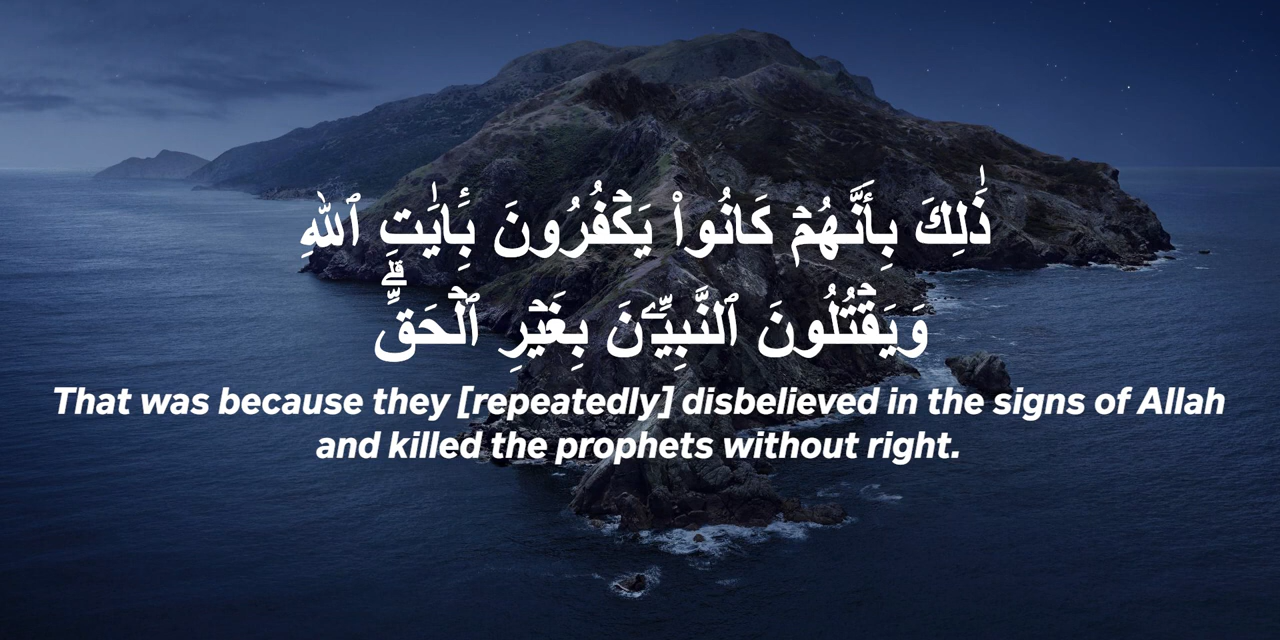 ذَٰلِكَ بِأَنَّهُمۡ كَانُواْ يَكۡفُرُونَ بِـَٔايَٰتِ ٱللَّهِ
وَيَقۡتُلُونَ ٱلنَّبِيِّـۧنَ بِغَيۡرِ ٱلۡحَقِّۗ
That was because they [repeatedly] disbelieved in the signs of Allah
and killed the prophets without right.